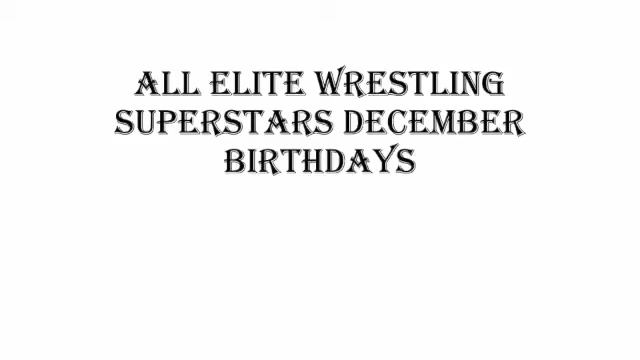 ALL ELITE WRESTLING
SUPERSTARS DECEMBER
BIRTHDAYS